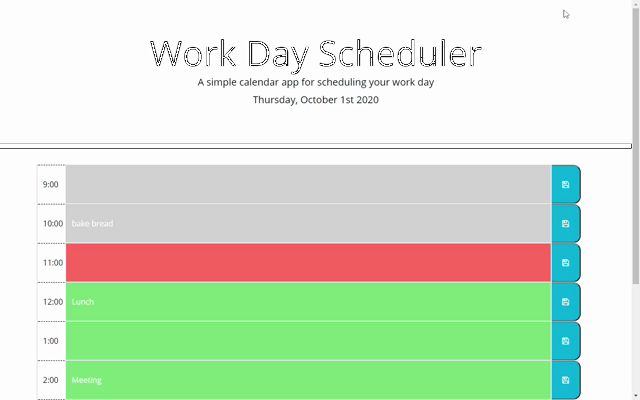 Work Day Scheduler
A simple calendar app for scheduling your work day
Thursday, October 1st 2020
9:00
10:00 bake bread
11:00
12:00 Lunch
1:00
2:00 Meeting